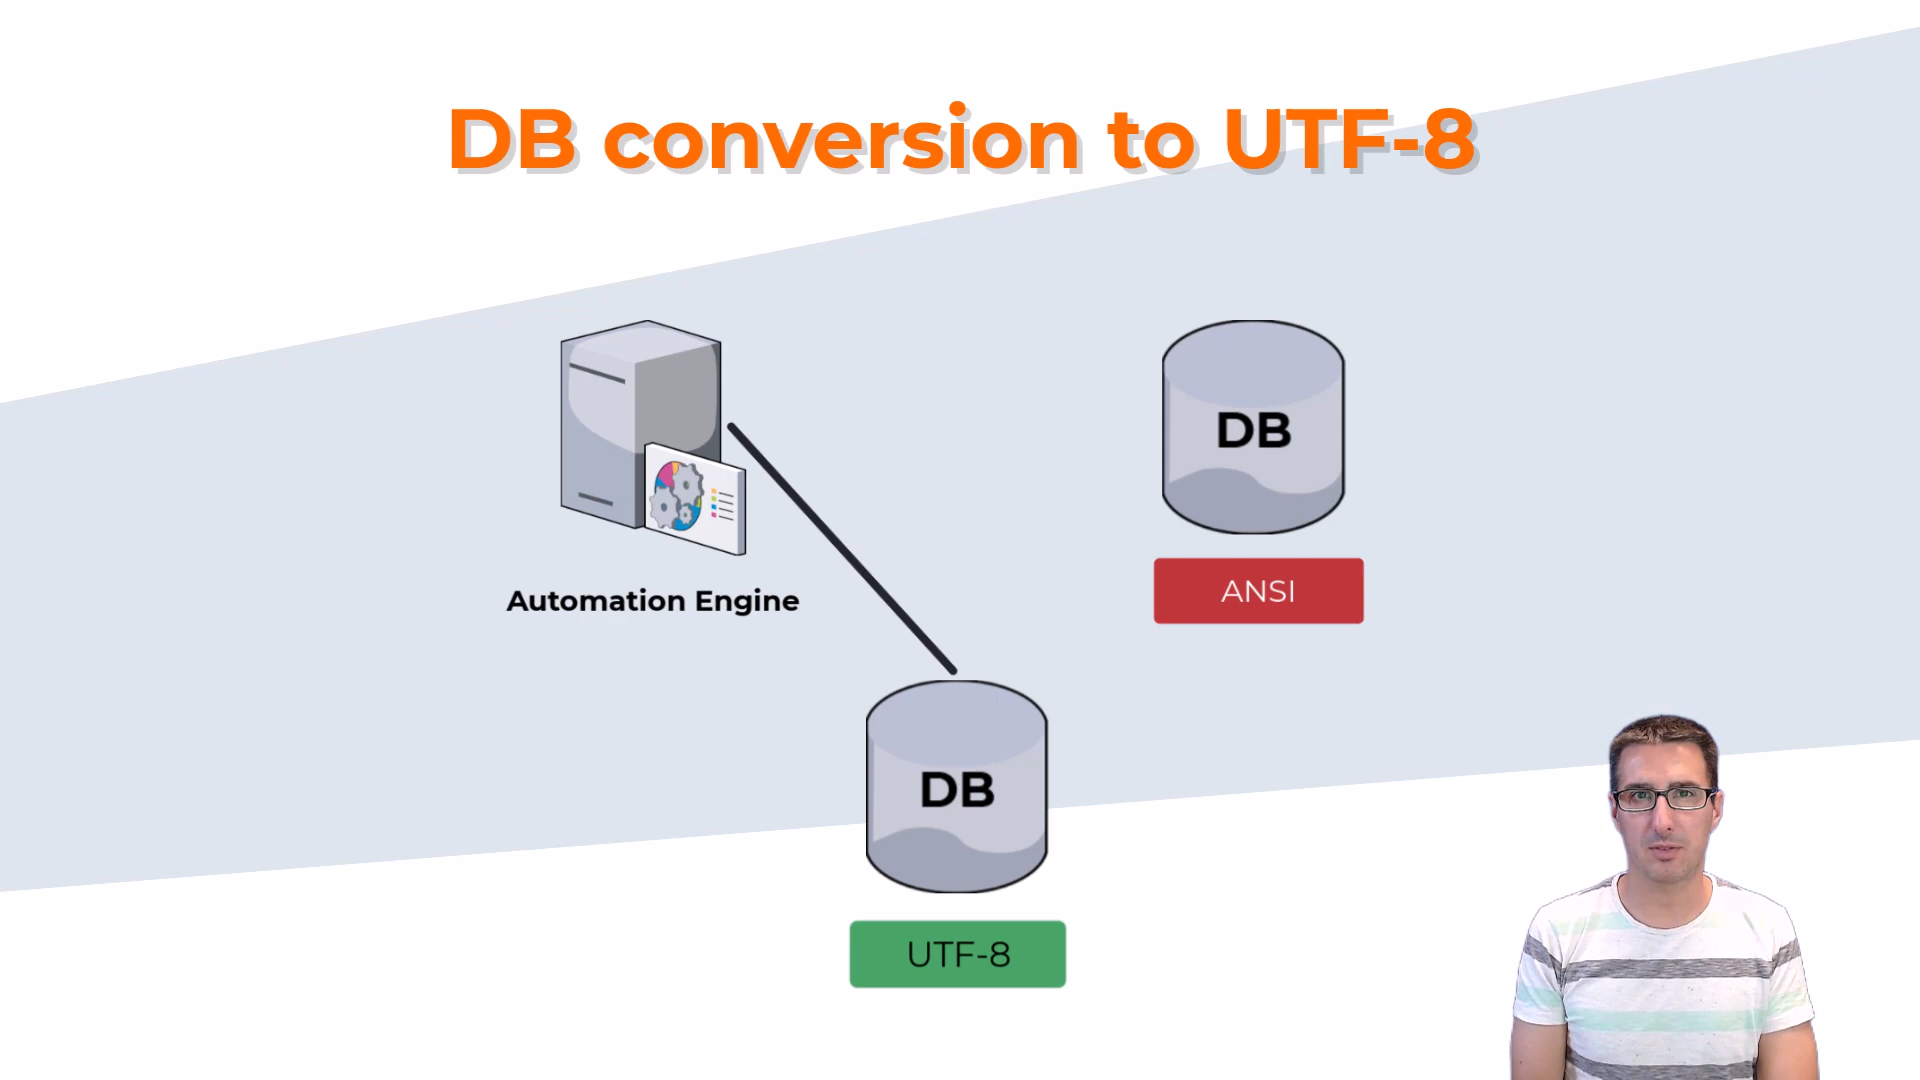 DB conversion to UTF-8
DB
ANSI
Automation Engine
DB
UTF-8